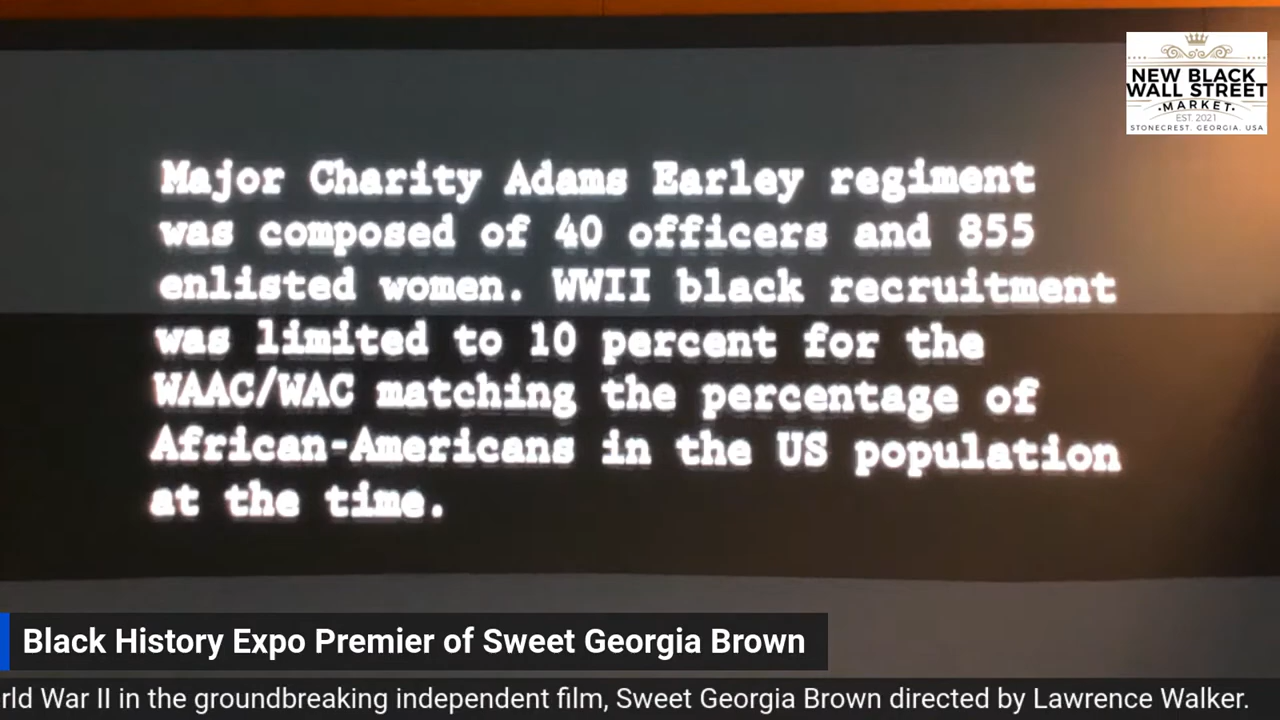 NEW BLACK
WALL STREET
MARKET
EST. 2021
STONECREST, GEORGIA, USA
Major Charity Adams Earley regiment
was composed of 40 officers and 855
enlisted women. WWII black recruitment
was limited to 10 percent for the
WAAC/WAC matching the percentage of
African-Americans in the US population
at the time.
Black History Expo Premier of Sweet Georgia Brown
rld War II in the groundbreaking independent film, Sweet Georgia Brown directed by Lawrence Walker.